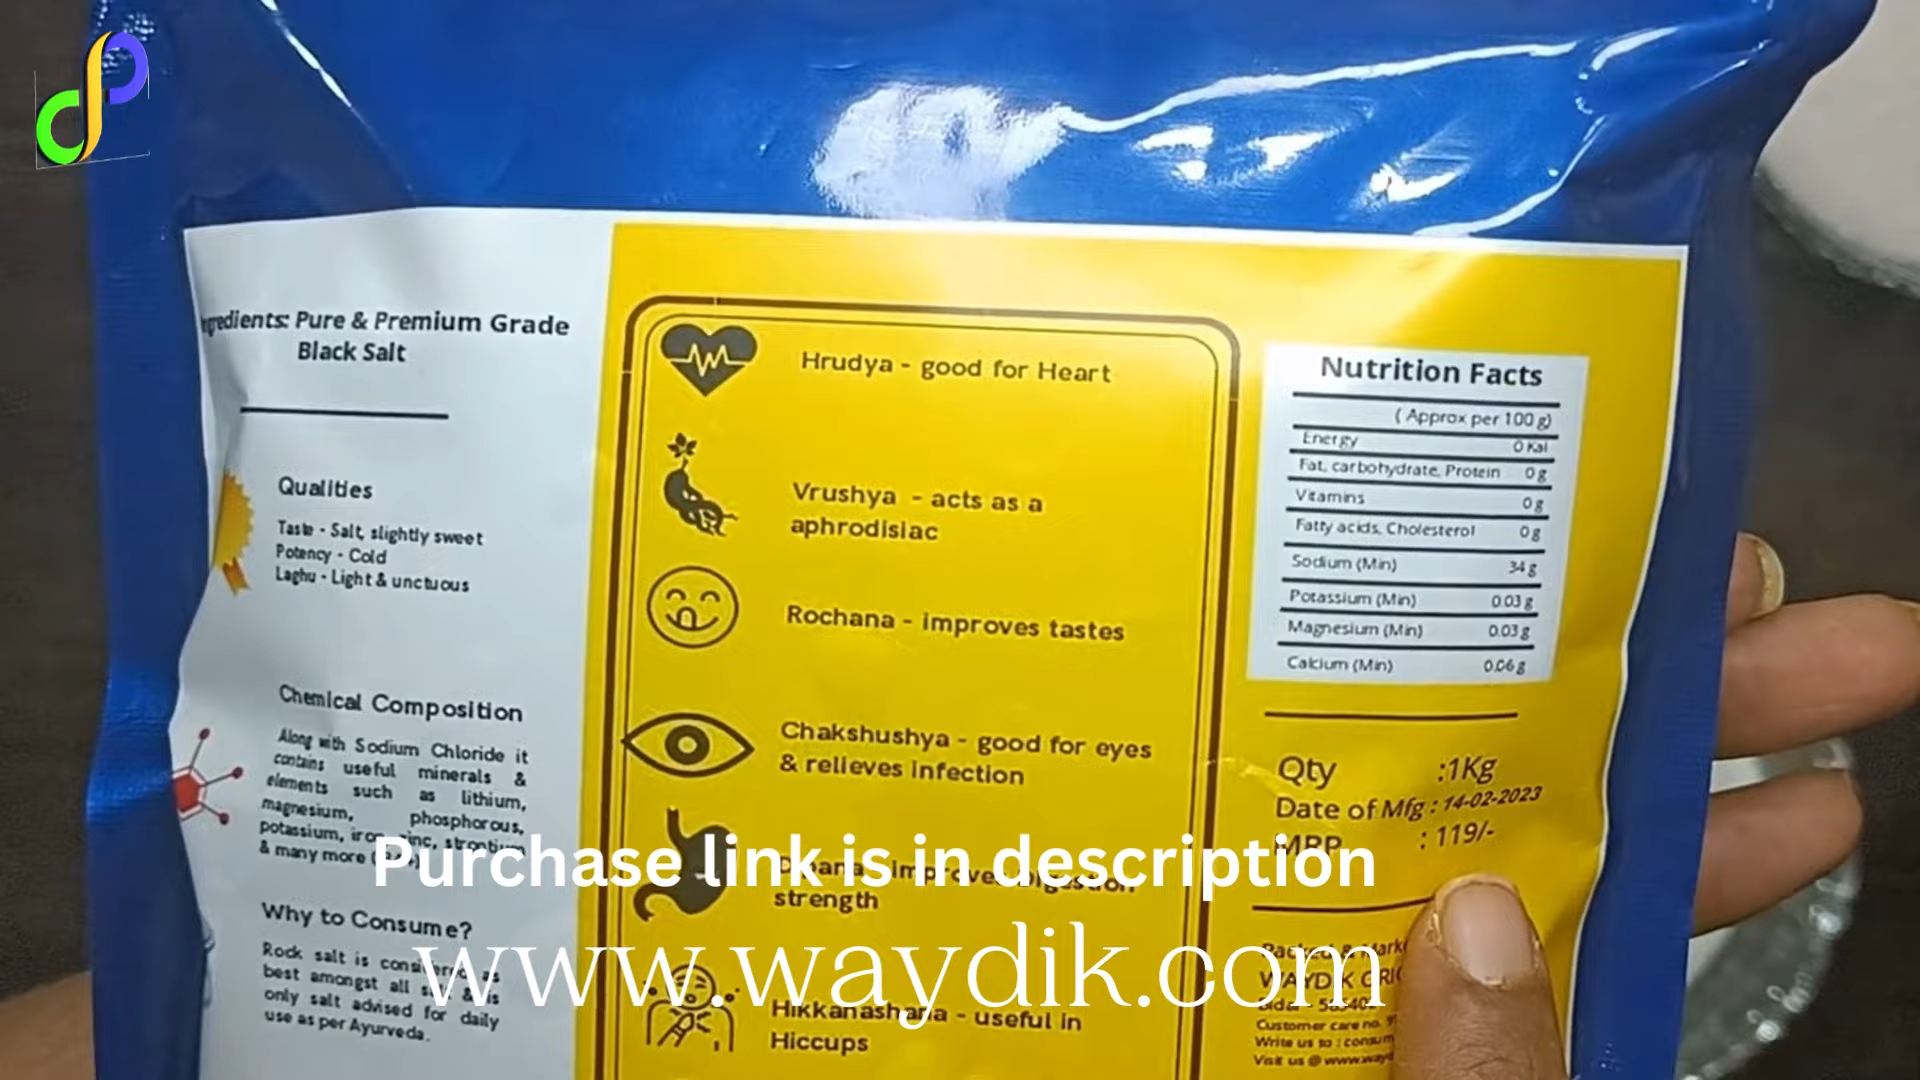 Ingredients: Pure & Premium Grade
Black Salt
Qualities
Taste - Salt, slightly sweet
Potency - Cold
Laghu - Light & unctuous
Chemical Composition
Along with Sodium Chloride it
contains useful minerals &
elements such as lithium,
magnesium, phosphorous,
potassium, iron, zinc, strontium
& many more
Why to Consume?
Rock salt is considered as
best amongst all salt & is
only salt advised for daily
use as per Ayurveda.
Hrudya - good for Heart
Vrushya - acts as a
aphrodisiac
Rochana - improves tastes
Chakshushya - good for eyes
& relieves infection
improves Digestion
strength
Hikkanashana - useful in
Hiccups
Nutrition Facts
( Approx per 100 g)
Energy 0 Kal
Fat, carbohydrate, Protein 0 g
Vitamins 0 g
Fatty acids, Cholesterol 0 g
Sodium (Min) 34 g
Potassium (Min) 0.03 g
Magnesium (Min) 0.03 g
Calcium (Min) 0.06 g
Qty :1Kg
Date of Mfg : 14-02-2023
MRP : 119/-
Packed &
WAYDIK
Customer care no.
Write us to :
Visit us @
Purchase link is in description
www.waydik.com